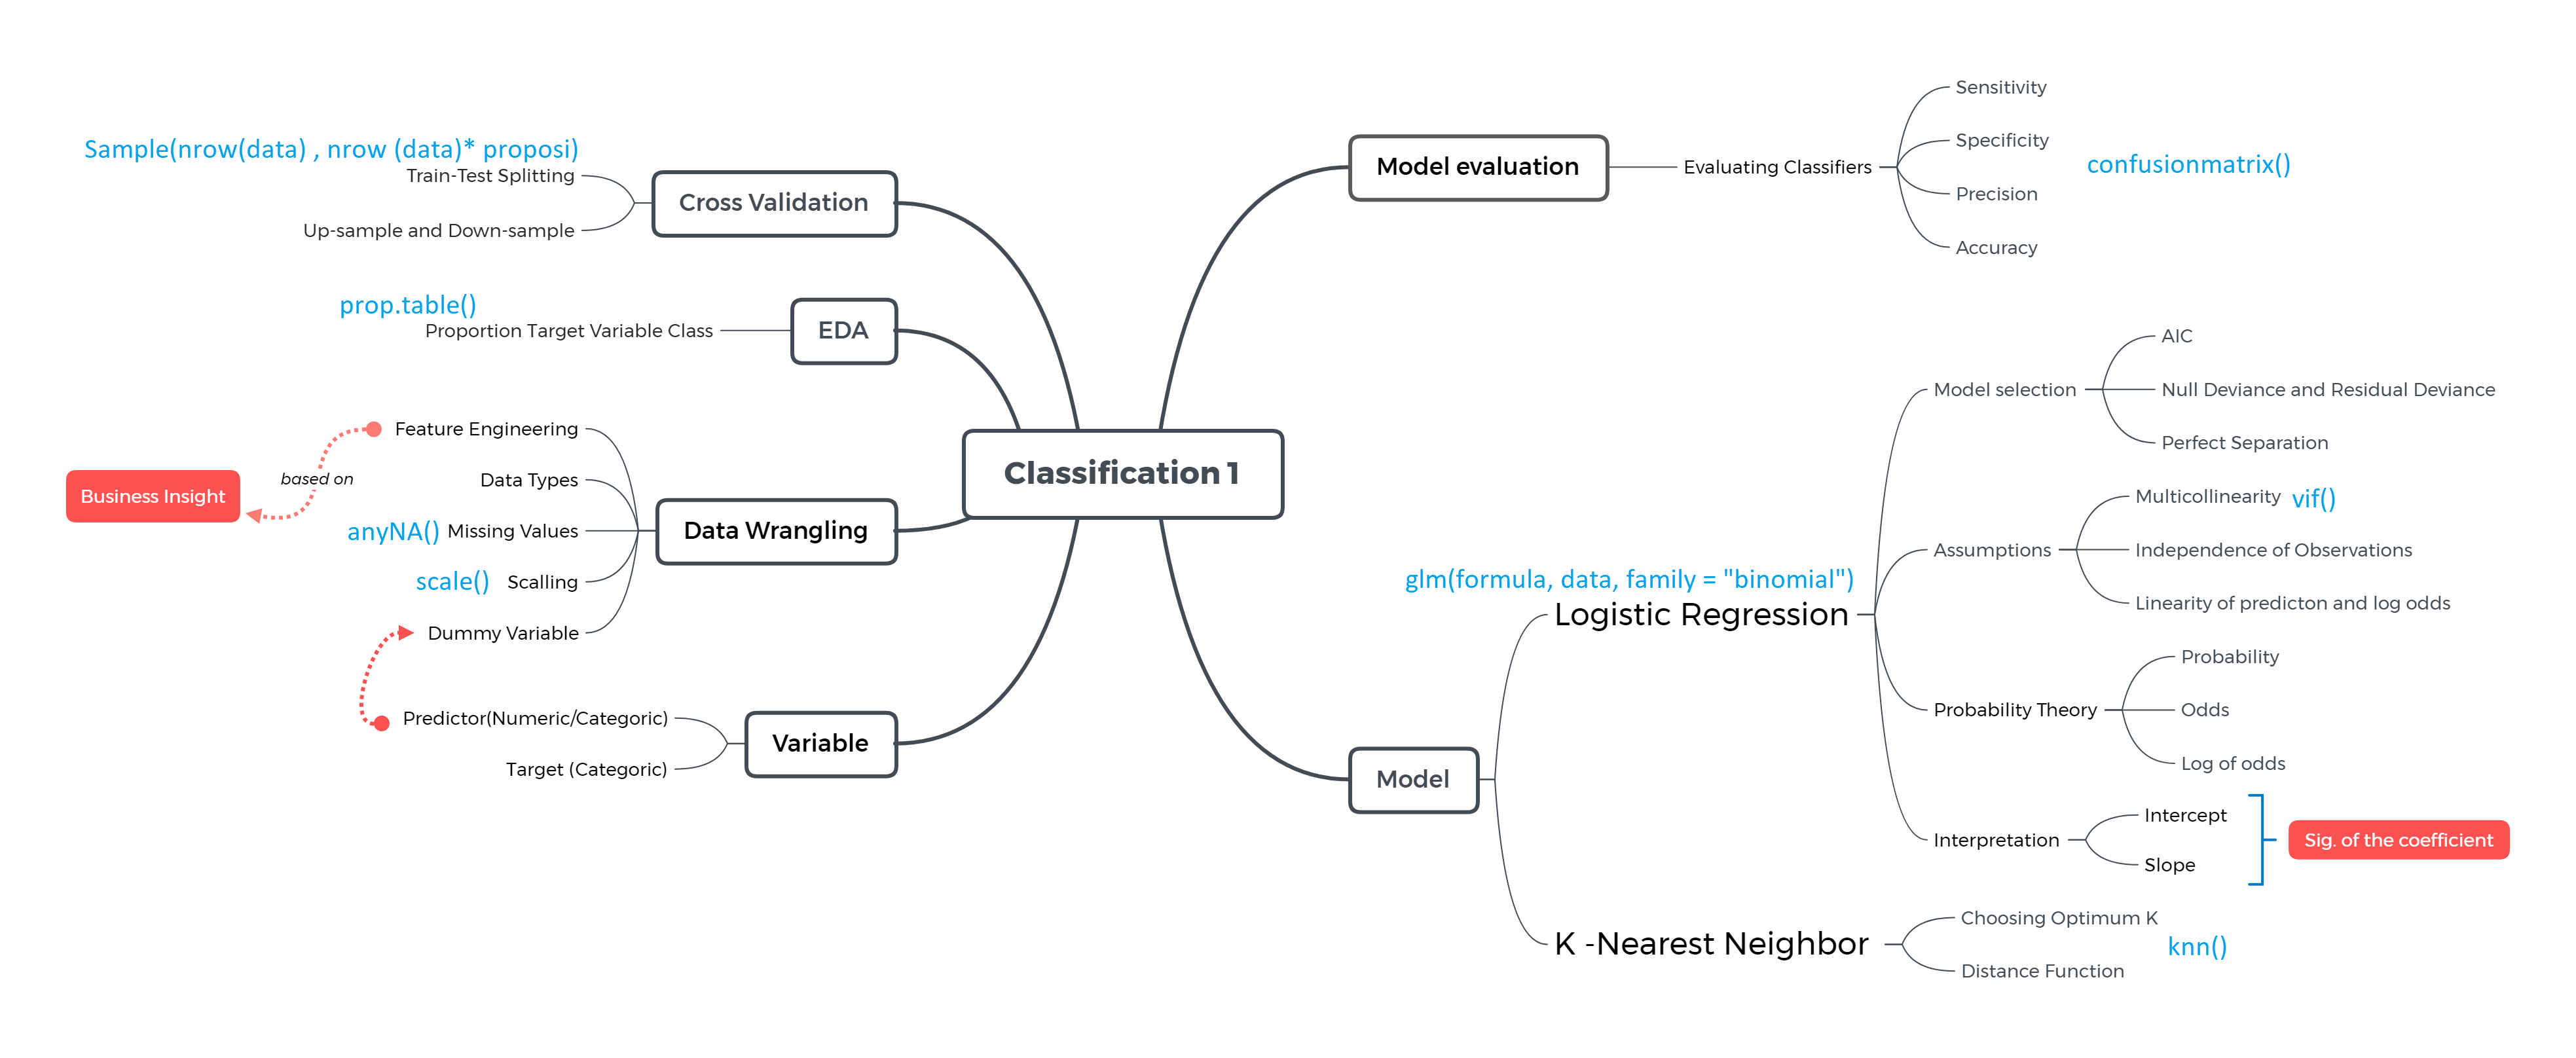 Classification 1
Cross Validation
Sample(nrow(data) , nrow (data)* proposi)
Train-Test Splitting
Up-sample and Down-sample
EDA
prop.table()
Proportion Target Variable Class
Data Wrangling
Feature Engineering
based on
Business Insight
Data Types
anyNA() Missing Values
scale() Scalling
Dummy Variable
Variable
Predictor(Numeric/Categoric)
Target (Categoric)
Model evaluation
Evaluating Classifiers
Sensitivity
Specificity
Precision
Accuracy
confusionmatrix()
Model
glm(formula, data, family = "binomial")
Logistic Regression
Model selection
AIC
Null Deviance and Residual Deviance
Perfect Separation
Assumptions
Multicollinearity vif()
Independence of Observations
Linearity of predicton and log odds
Probability Theory
Probability
Odds
Log of odds
Interpretation
Intercept
Slope
Sig. of the coefficient
K -Nearest Neighbor
Choosing Optimum K
Distance Function
knn()